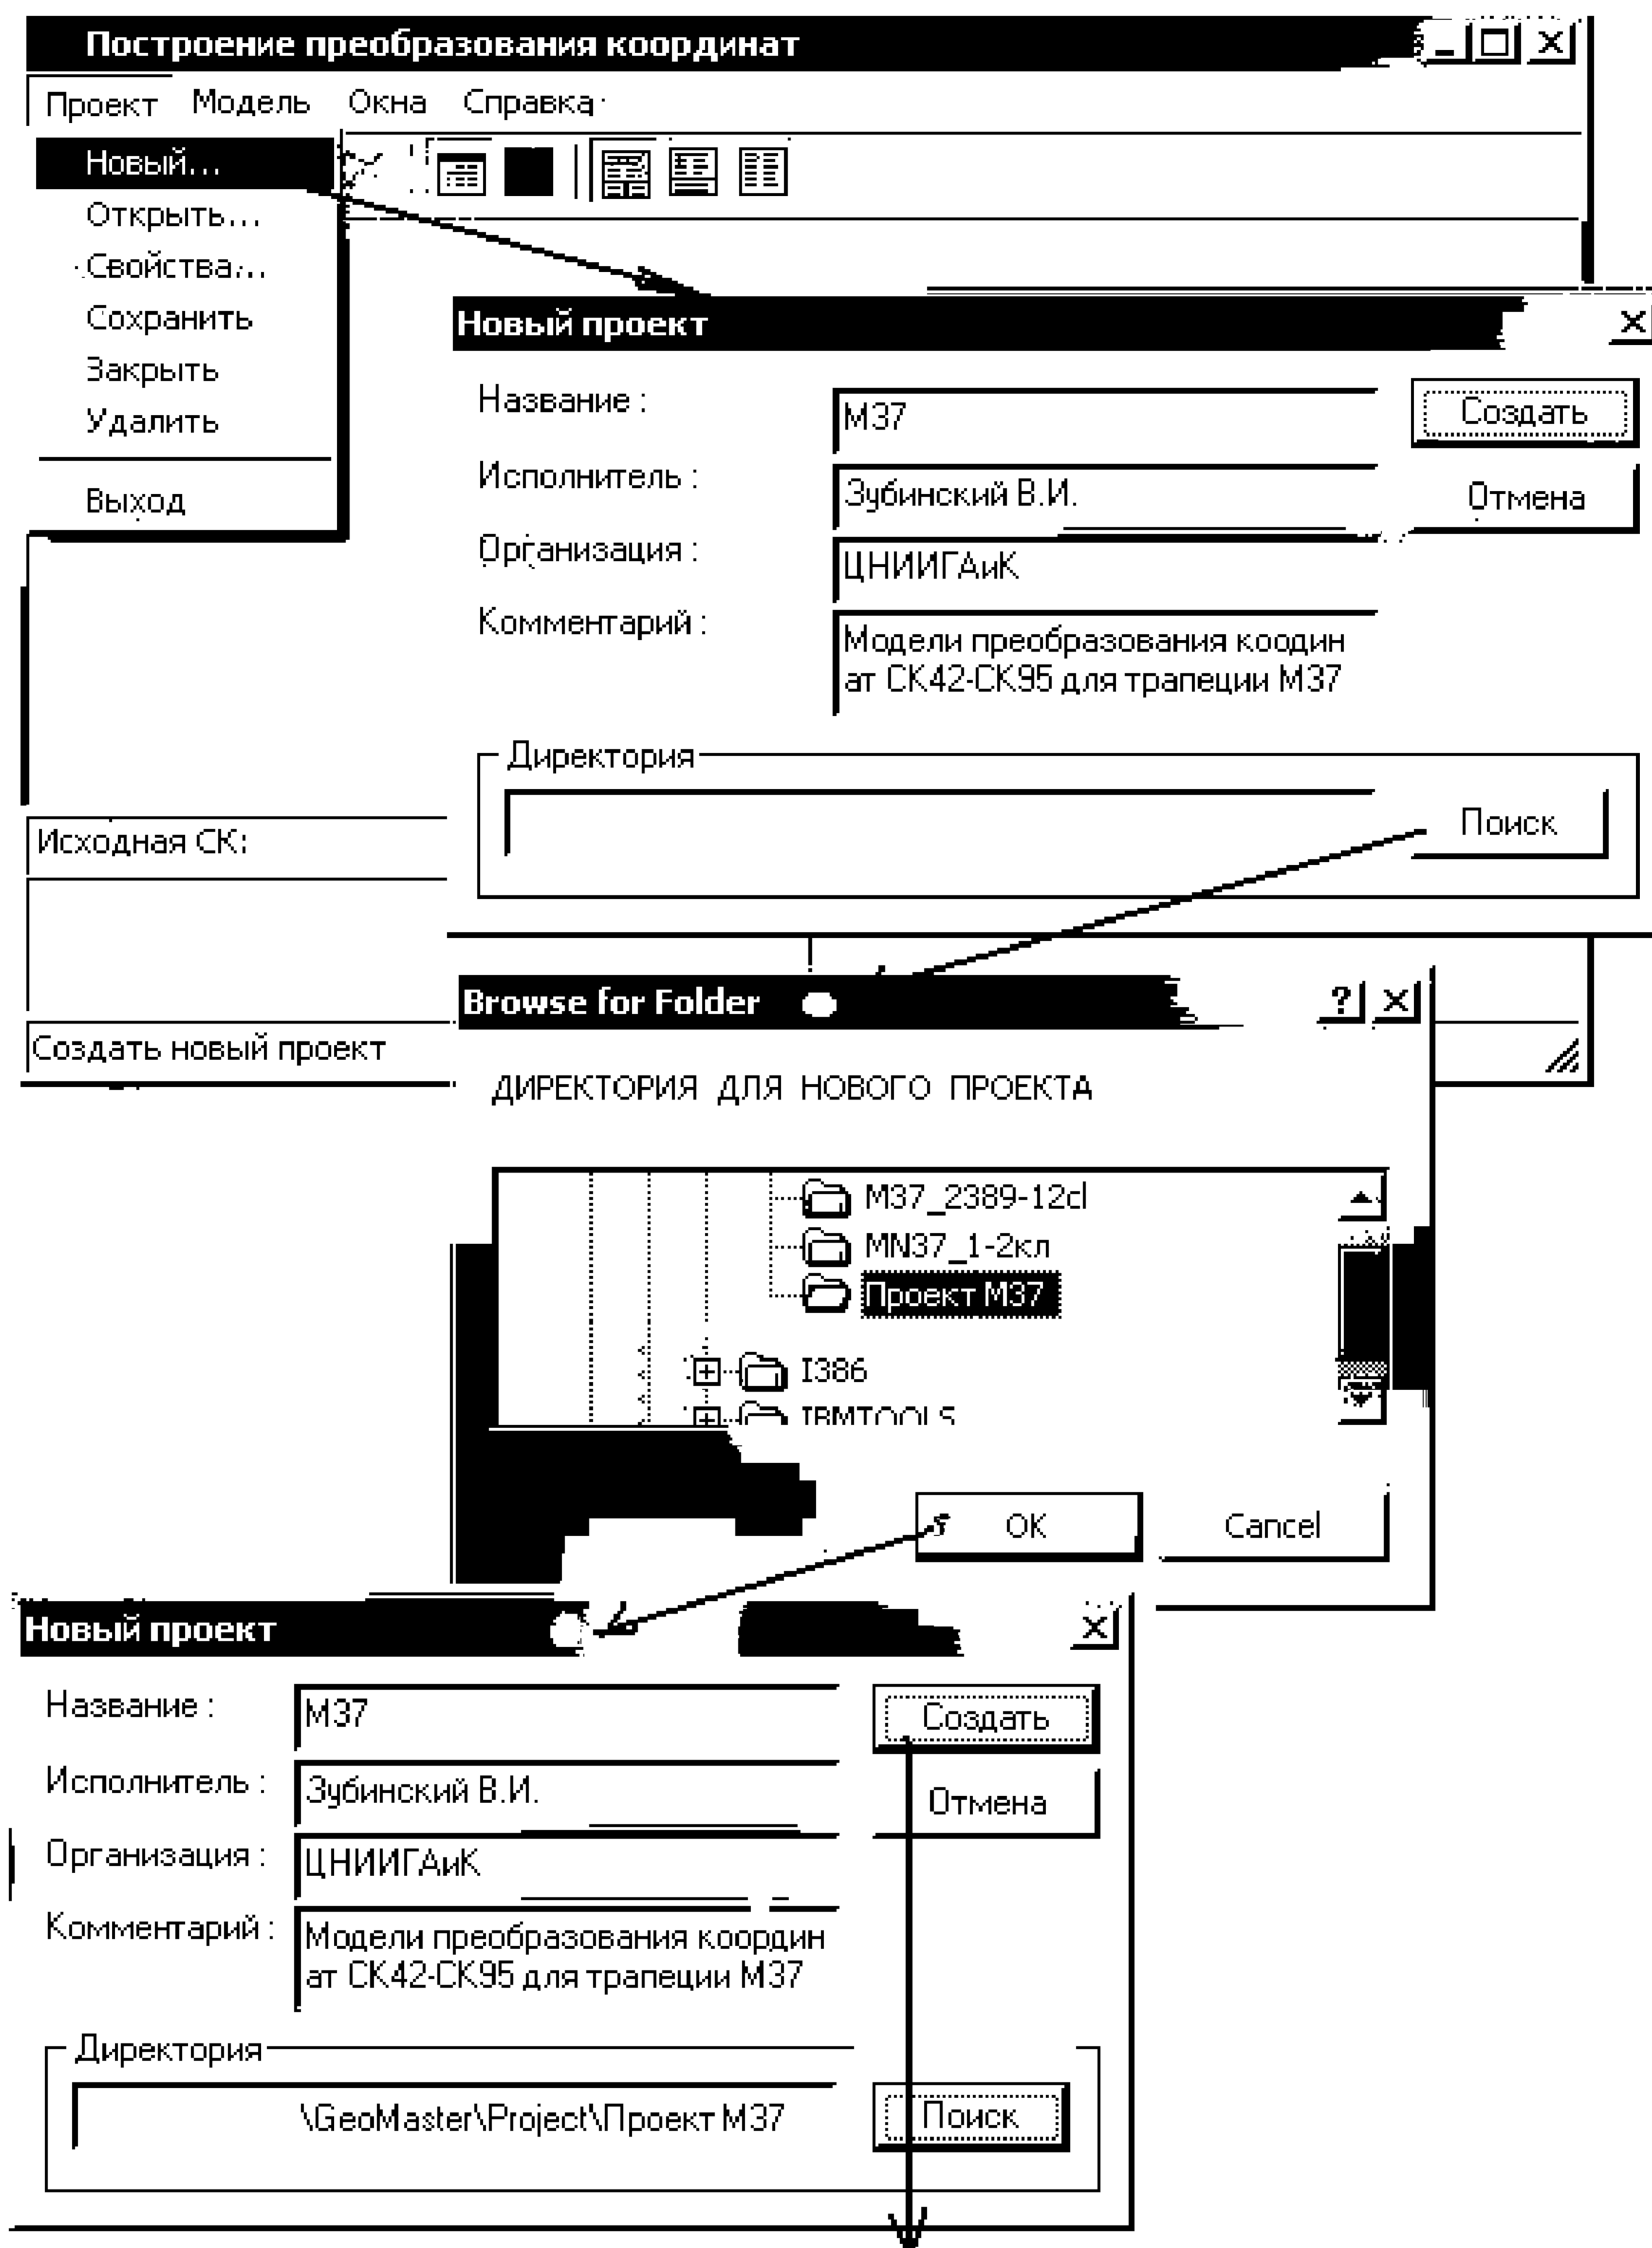 Построение преобразования координат
Проект Модель Окна Справка
Новый...
Открыть...
Свойства...
Сохранить
Закрыть
Удалить
Выход
Новый проект
Название : М37 Создать
Исполнитель : Зубинский В.И. Отмена
Организация : ЦНИИГАиК
Комментарий : Модели преобразования коодин
ат СК42-СК95 для трапеции М37
Директория
Поиск
Исходная СК:
Создать новый проект
Browse for Folder
ДИРЕКТОРИЯ ДЛЯ НОВОГО ПРОЕКТА
M37_2389-12cl
MN37_1-2кл
Проект М37
I386
IBMTOOLS
OK Cancel
Новый проект
Название : М37 Создать
Исполнитель : Зубинский В.И. Отмена
Организация : ЦНИИГАиК
Комментарий : Модели преобразования координ
ат СК42-СК95 для трапеции М37
Директория
\GeoMaster\Project\Проект М37 Поиск